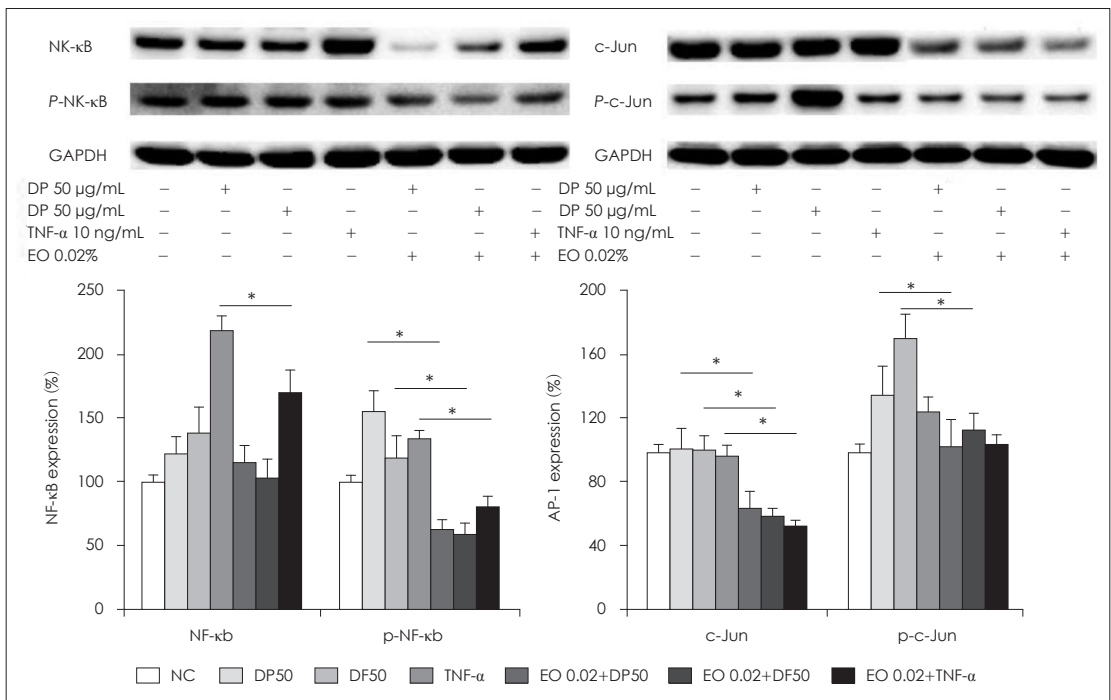 NK-κB
P-NK-κB
GAPDH
DP 50 µg/mL − + − − + − −
DP 50 µg/mL − − + − − + −
TNF-α 10 ng/mL − − − + − − +
EO 0.02% − − − − + + +
c-Jun
P-c-Jun
GAPDH
DP 50 µg/mL − + − − + − −
DP 50 µg/mL − − + − − + −
TNF-α 10 ng/mL − − − + − − +
EO 0.02% − − − − + + +
NF-κB expression (%)
250
200
150
100
50
0
*
*
*
*
NF-κb
p-NF-κb
AP-1 expression (%)
200
160
120
80
40
0
*
*
*
*
*
c-Jun
p-c-Jun
NC DP50 DF50 TNF-α EO 0.02+DP50 EO 0.02+DF50 EO 0.02+TNF-α